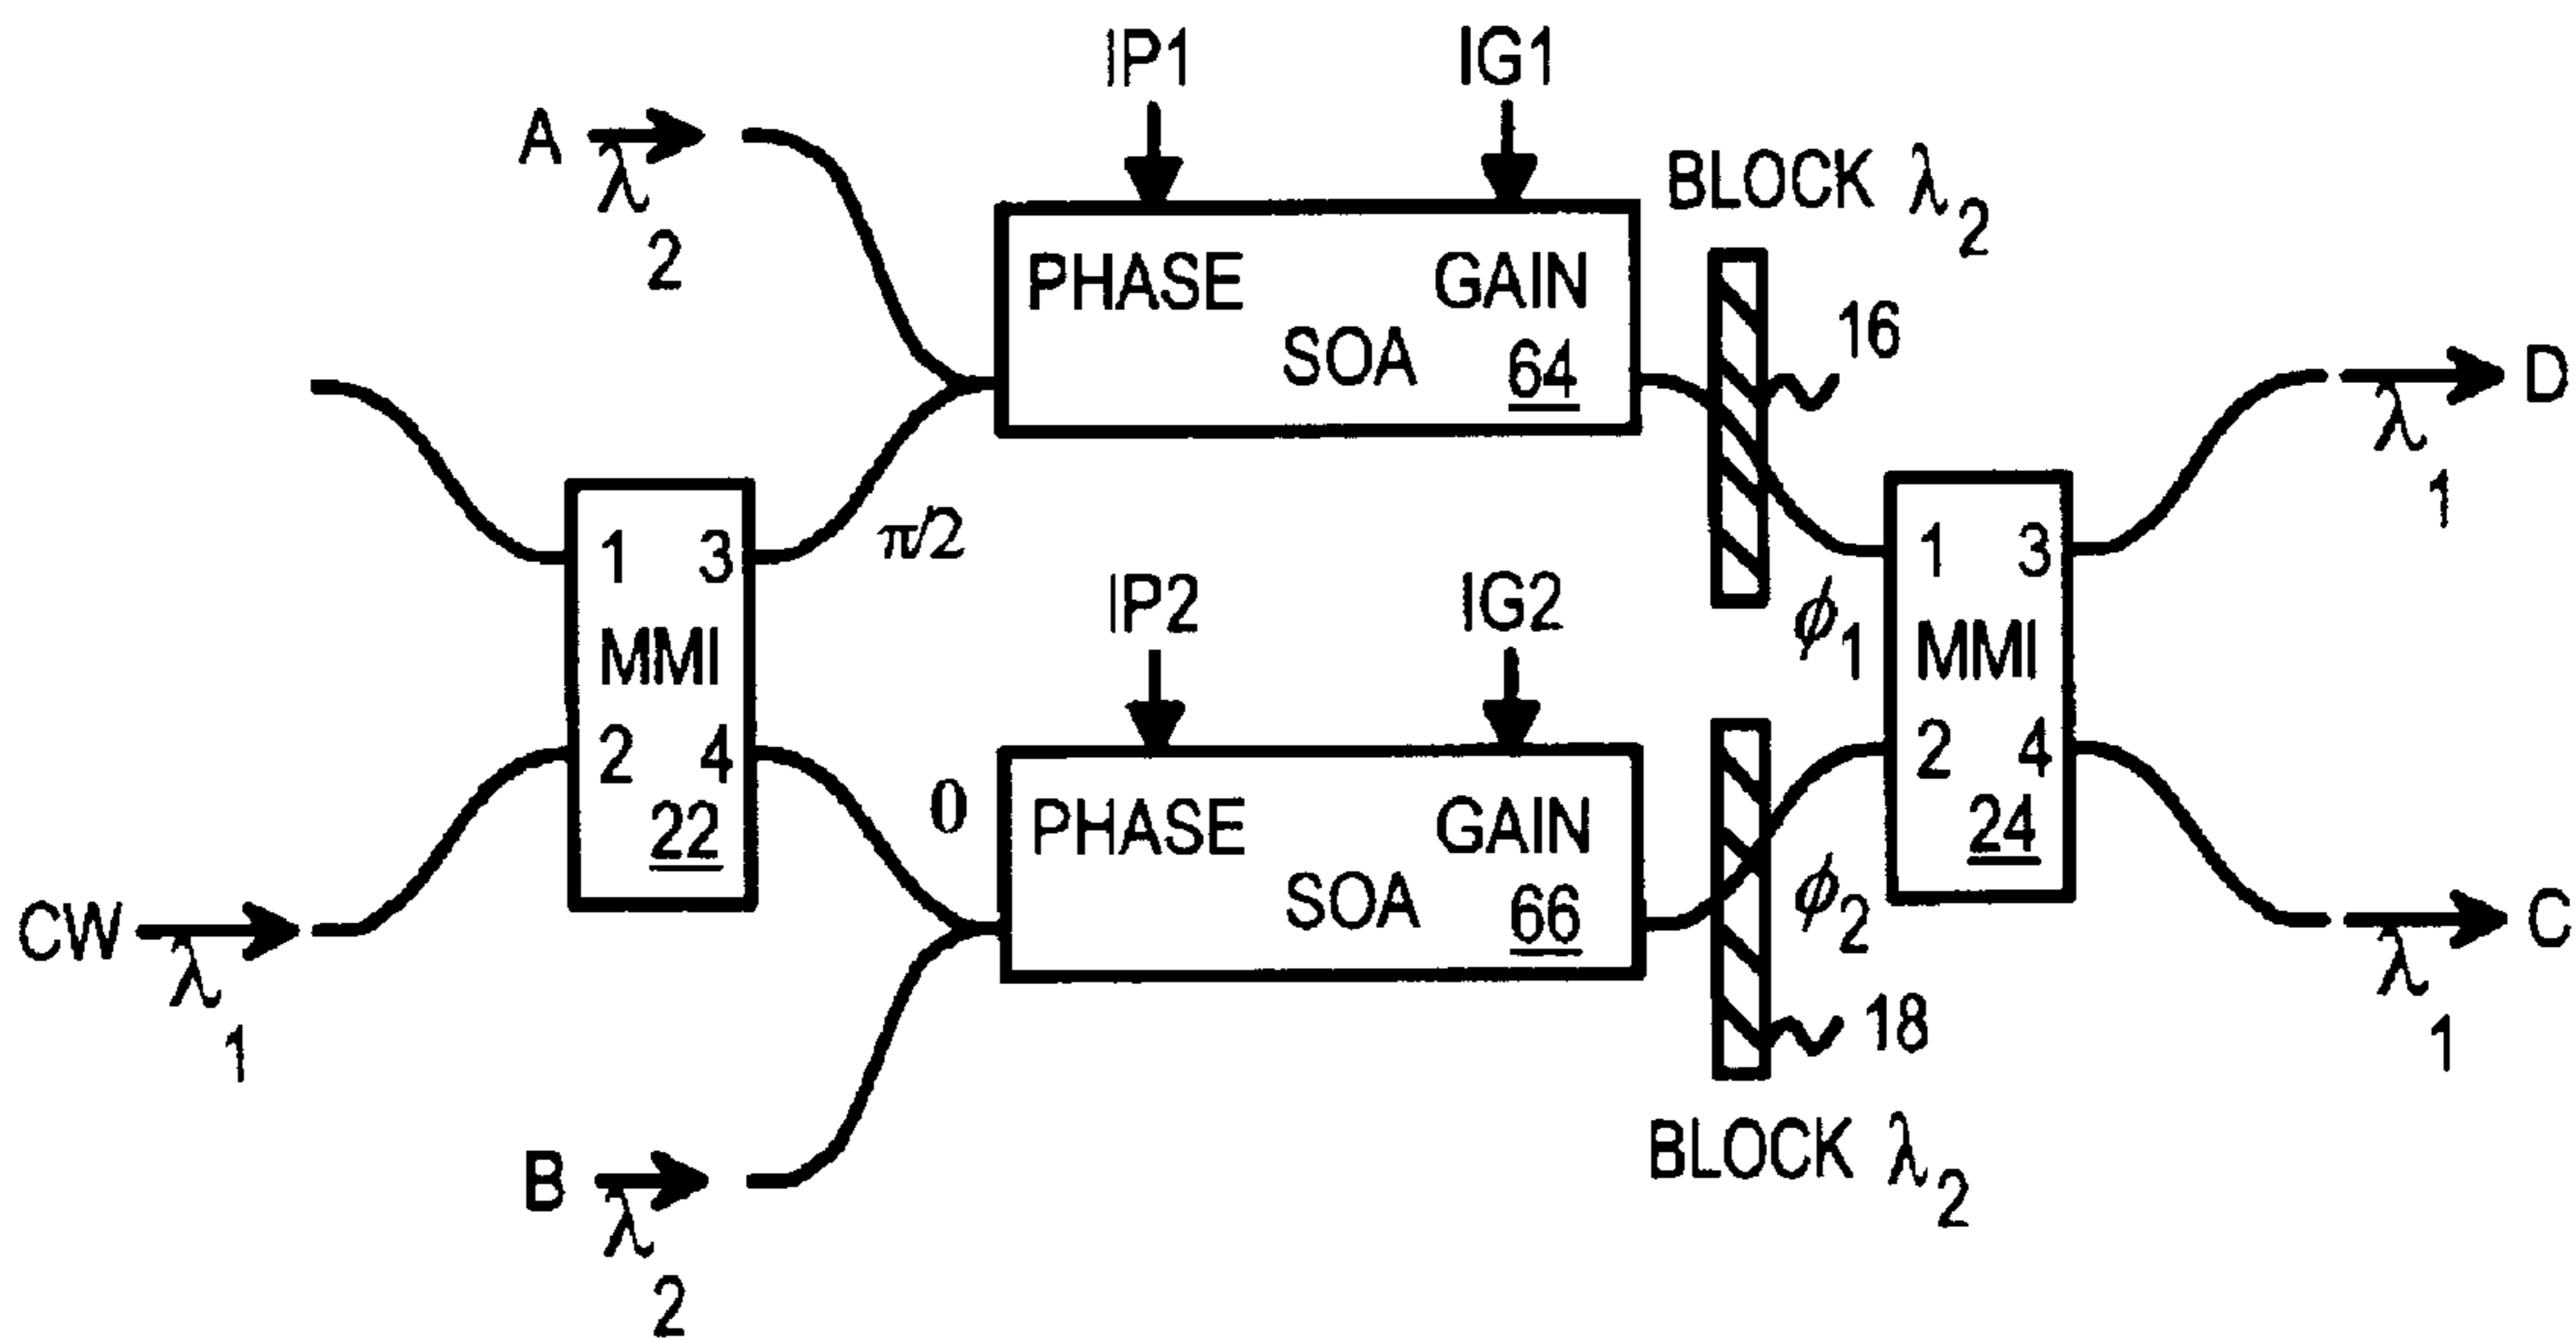 IP1 IG1
A λ2
BLOCK λ2
PHASE GAIN
SOA 64
16
D
λ1
π/2
1 3
MMI
2 4
22
IP2 IG2
ϕ1
1 3
MMI
2 4
24
0
PHASE GAIN
SOA 66
ϕ2
CW
λ1
C
λ1
18
B λ2
BLOCK λ2